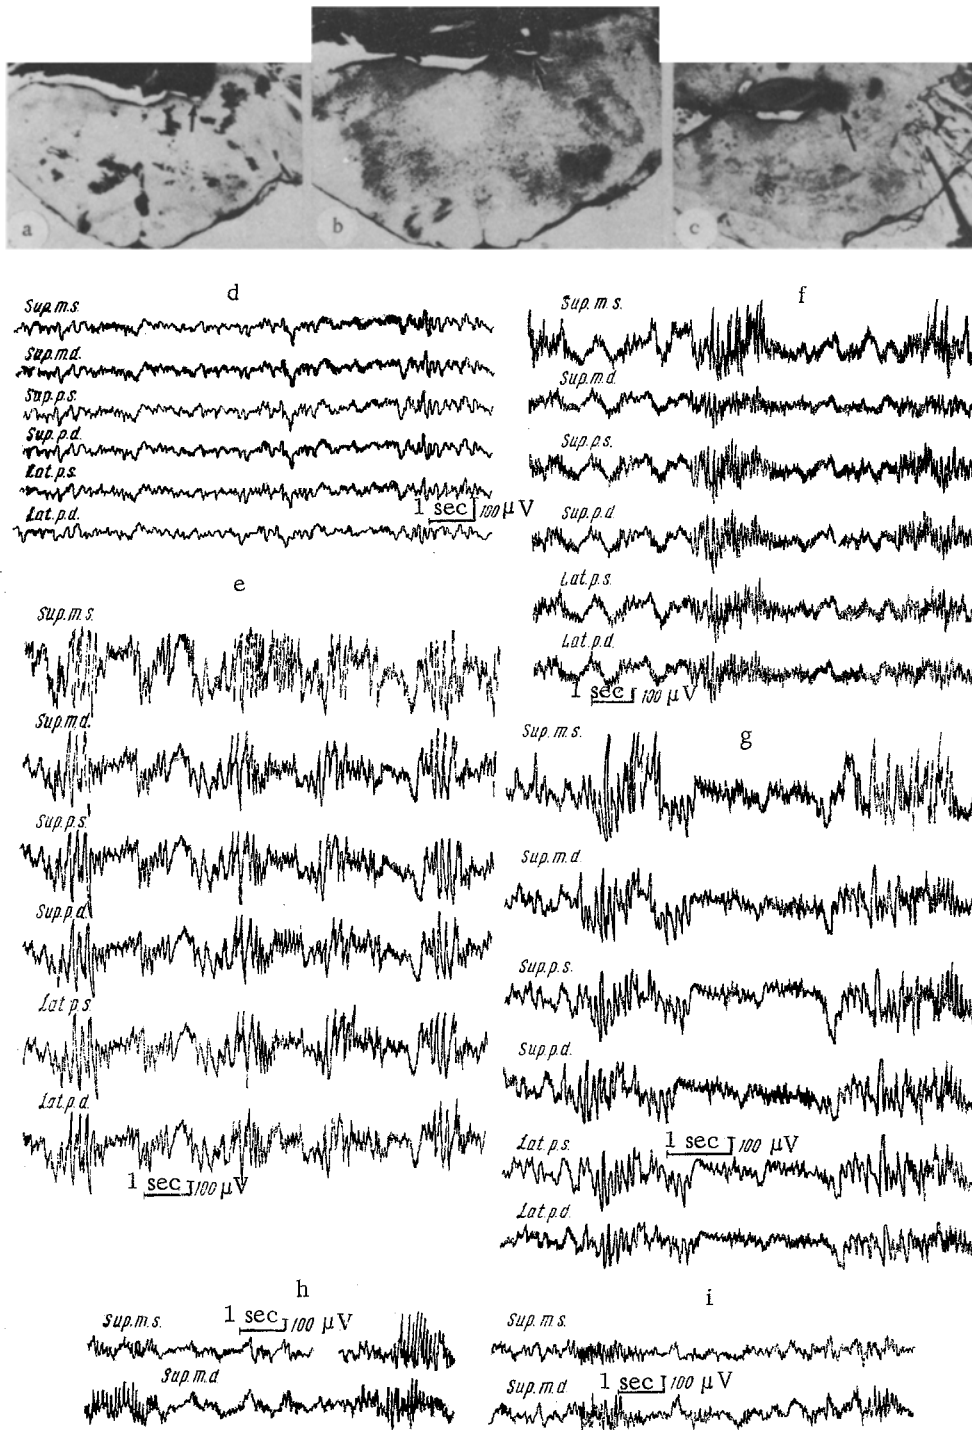 a
b
c
d
Sup.m.s.
Sup.m.d.
Sup.p.s.
Sup.p.d.
Lat.p.s.
Lat.p.d.
1 sec 100 μV
e
Sup.m.s.
Sup.m.d.
Sup.p.s.
Sup.p.d.
Lat.p.s.
Lat.p.d.
1 sec 100 μV
f
Sup.m.s.
Sup.m.d.
Sup.p.s.
Sup.p.d
Lat.p.s.
Lat.p.d.
1 sec 100 μV
g
Sup.m.s.
Sup.m.d.
Sup.p.s.
Sup.p.d.
Lat.p.s.
1 sec 100 μV
Lat.p.d.
h
Sup.m.s.
1 sec 100 μV
Sup.m.d
i
Sup.m.s.
Sup.m.d
1 sec 100 μV